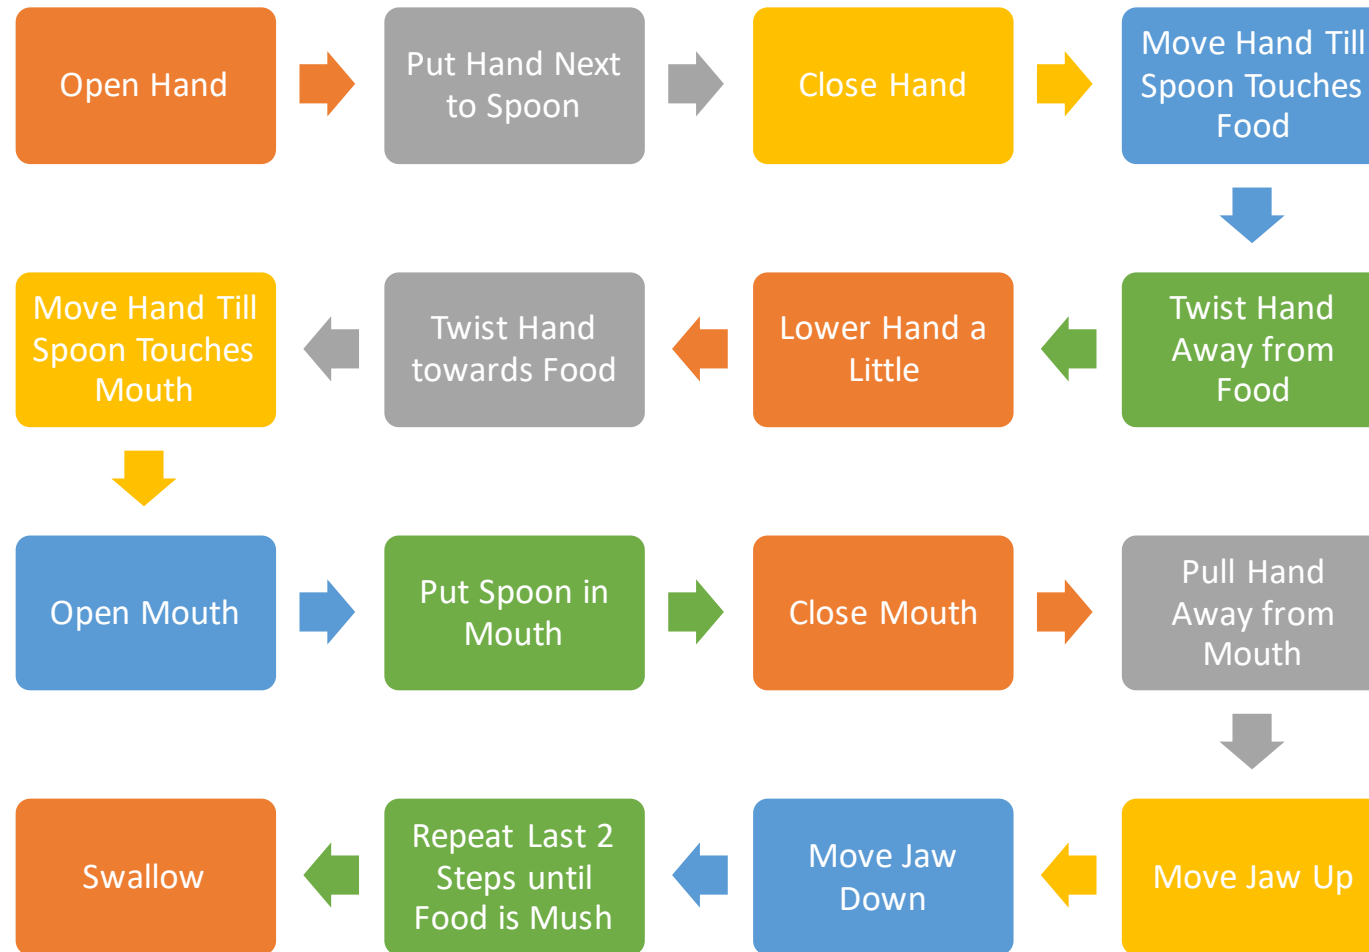 Open Hand
Put Hand Next
to Spoon
Close Hand
Move Hand Till
Spoon Touches
Food
Twist Hand
Away from
Food
Lower Hand a
Little
Twist Hand
towards Food
Move Hand Till
Spoon Touches
Mouth
Open Mouth
Put Spoon in
Mouth
Close Mouth
Pull Hand
Away from
Mouth
Move Jaw Up
Move Jaw
Down
Repeat Last 2
Steps until
Food is Mush
Swallow